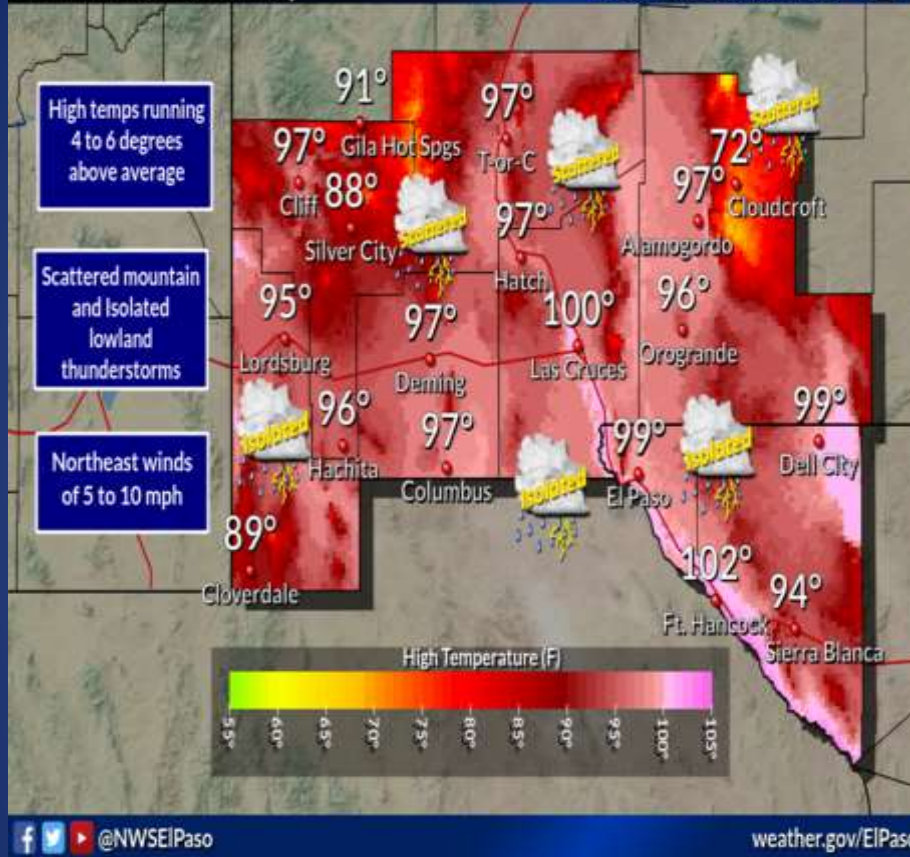 High temps running
4 to 6 degrees
above average
Scattered mountain
and Isolated
lowland
thunderstorms
Northeast winds
of 5 to 10 mph
91°
Gila Hot Spgs
97°
T-or-C
Scattered
Scattered
72°
Cloudcroft
97°
Cliff
88°
Silver City
Scattered
97°
Hatch
97°
Alamogordo
95°
Lordsburg
97°
Deming
100°
Las Cruces
96°
Orogrande
Isolated
96°
Hachita
97°
Columbus
Isolated
99°
El Paso
Isolated
99°
Dell City
89°
Cloverdale
102°
Ft. Hancock
94°
Sierra Blanca
High Temperature (F)
55° 60° 65° 70° 75° 80° 85° 90° 95° 100° 105°
@NWSElPaso
weather.gov/ElPaso